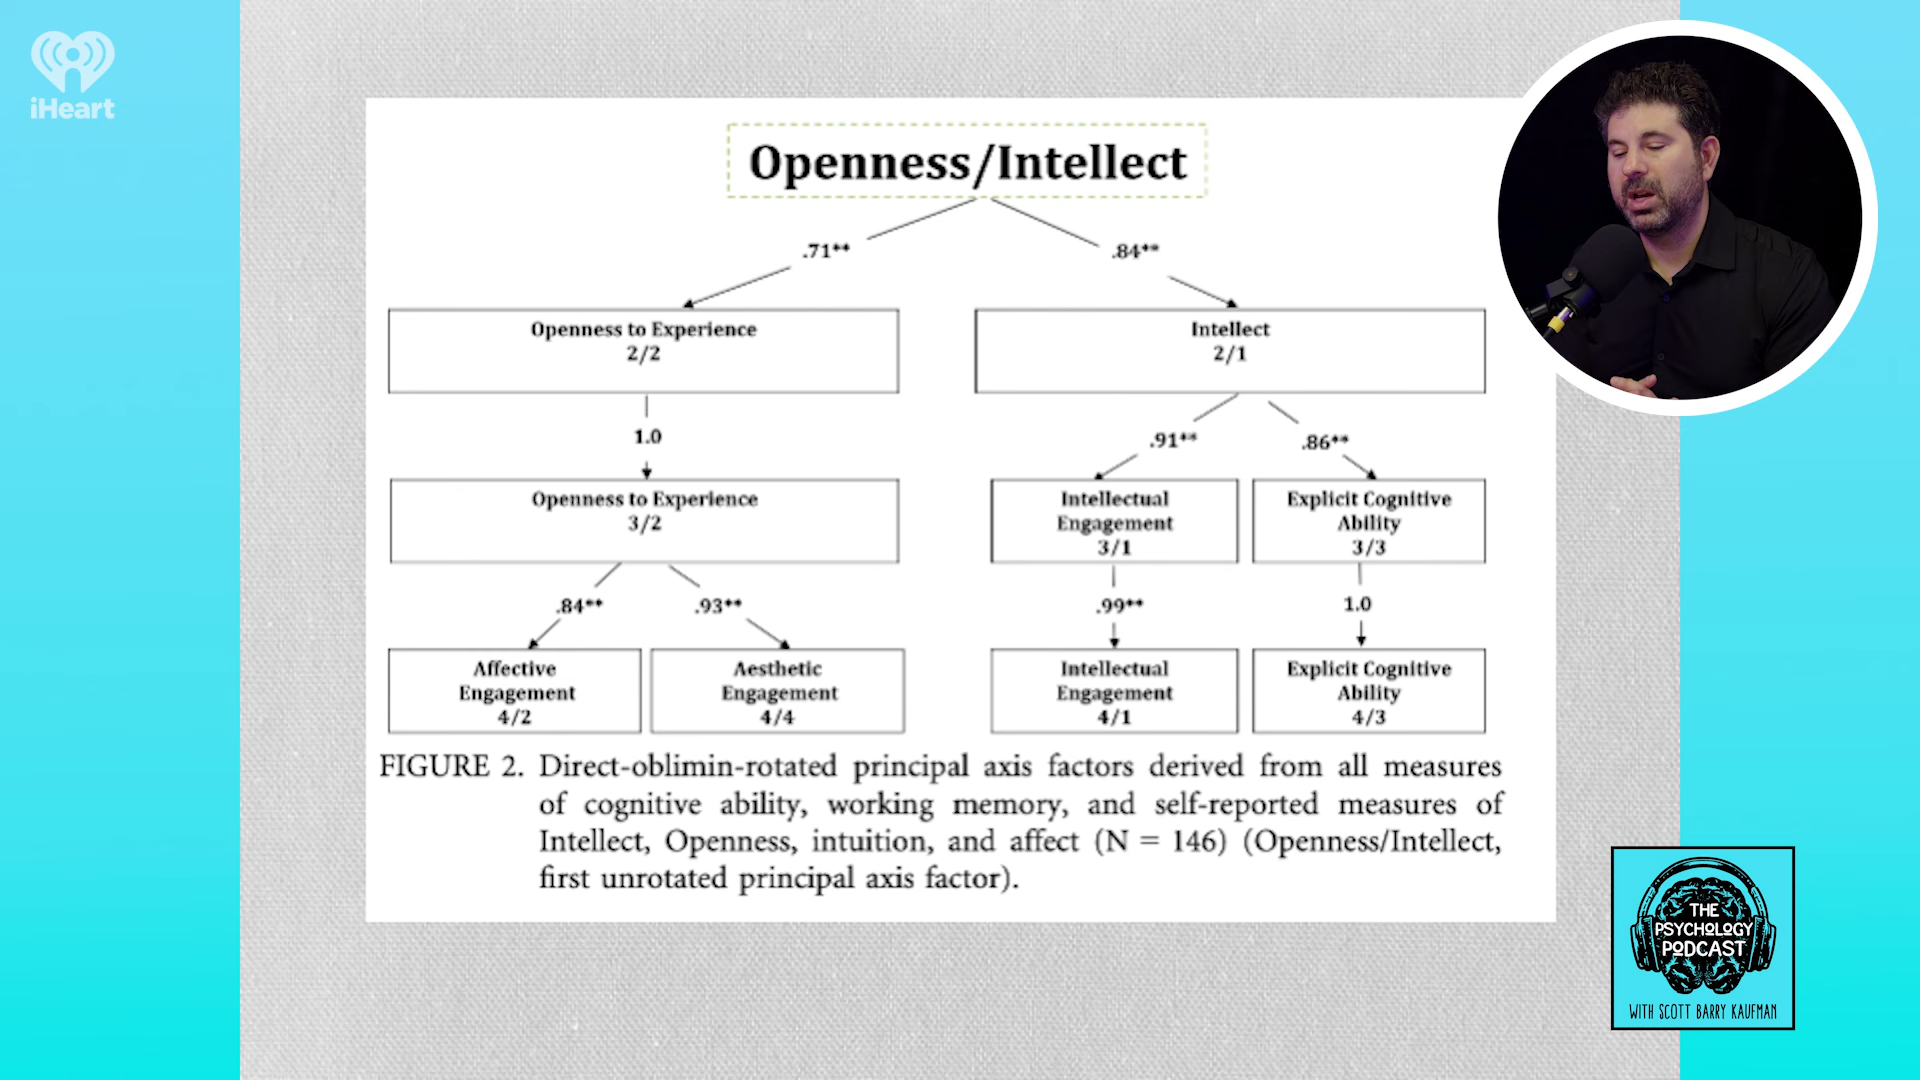 iHeart
Openness/Intellect
.71**
.84**
Openness to Experience
2/2
Intellect
2/1
1.0
.91**
.86**
Openness to Experience
3/2
Intellectual
Engagement
3/1
Explicit Cognitive
Ability
3/3
.84**
.93**
.99**
1.0
Affective
Engagement
4/2
Aesthetic
Engagement
4/4
Intellectual
Engagement
4/1
Explicit Cognitive
Ability
4/3
FIGURE 2. Direct-oblimin-rotated principal axis factors derived from all measures
of cognitive ability, working memory, and self-reported measures of
Intellect, Openness, intuition, and affect (N = 146) (Openness/Intellect,
first unrotated principal axis factor).
THE
PSYCHOLOGY
PODCAST
WITH SCOTT BARRY KAUFMAN